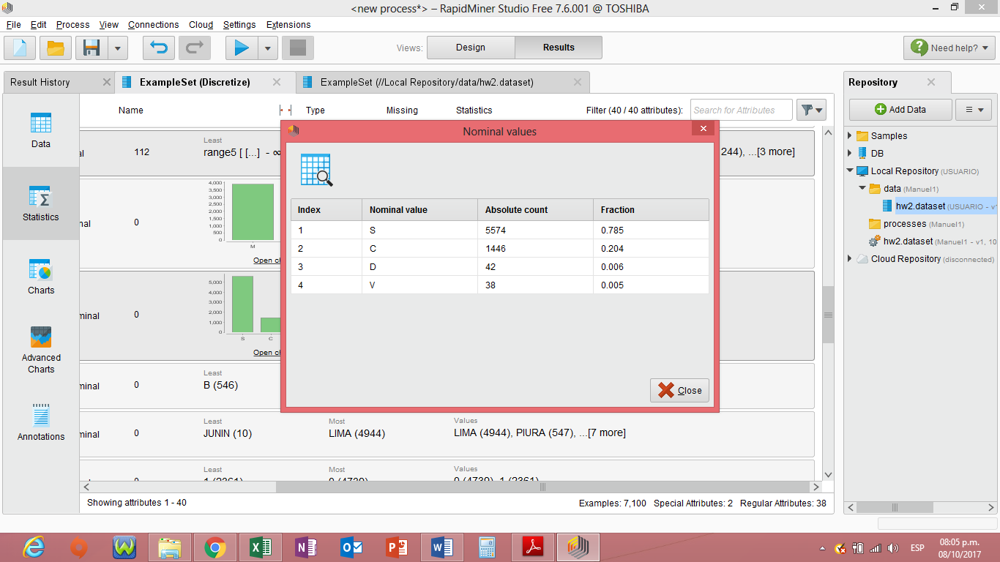 <new process*> – RapidMiner Studio Free 7.6.001 @ TOSHIBA
File Edit Process View Connections Cloud Settings Extensions
Views: Design Results Need help?
Result History ExampleSet (Discretize) ExampleSet (//Local Repository/data/hw2.dataset) Repository
Name Type Missing Statistics Filter (40 / 40 attributes): Search for Attributes
Add Data
Data
Statistics
Charts
Advanced
Charts
Annotations
Least
al 112 range5 [ [...] - ∞ 244), ...[3 more]
4,000
3,500
3,000
2,500
2,000
1,500
1,000
500
0
nal 0
M
Open cl
5,000
4,000
3,000
2,000
1,000
0
minal 0
S C
Open cl
Least
minal 0 B (546)
Least Most Values
minal 0 JUNIN (10) LIMA (4944) LIMA (4944), PIURA (547), ...[7 more]
Least Most Values
0 1 (2361) 0 (4739) 0 (4739), 1 (2361)
Nominal values
Index Nominal value Absolute count Fraction
1 S 5574 0.785
2 C 1446 0.204
3 D 42 0.006
4 V 38 0.005
Close
Samples
DB
Local Repository (USUARIO)
data (Manuel1)
hw2.dataset (USUARIO - v1
processes (Manuel1)
hw2.dataset (Manuel1 - v1, 10
Cloud Repository (disconnected)
Showing attributes 1 - 40 Examples: 7,100 Special Attributes: 2 Regular Attributes: 38
ESP 08:05 p.m.
08/10/2017